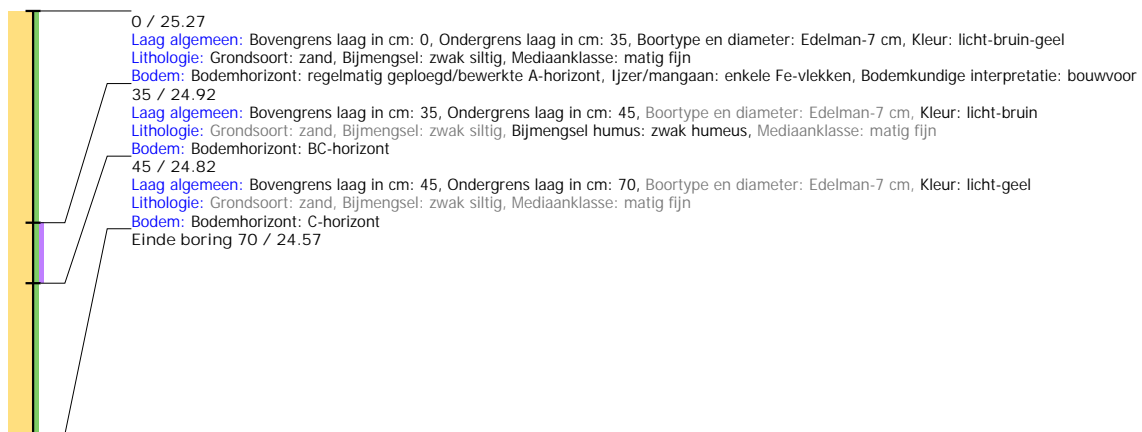 0 / 25.27
Laag algemeen: Bovengrens laag in cm: 0, Ondergrens laag in cm: 35, Boortype en diameter: Edelman-7 cm, Kleur: licht-bruin-geel
Lithologie: Grondsoort: zand, Bijmengsel: zwak siltig, Mediaanklasse: matig fijn
Bodem: Bodemhorizont: regelmatig geploegd/bewerkte A-horizont, Ijzer/mangaan: enkele Fe-vlekken, Bodemkundige interpretatie: bouwvoor
35 / 24.92
Laag algemeen: Bovengrens laag in cm: 35, Ondergrens laag in cm: 45, Boortype en diameter: Edelman-7 cm, Kleur: licht-bruin
Lithologie: Grondsoort: zand, Bijmengsel: zwak siltig, Bijmengsel humus: zwak humeus, Mediaanklasse: matig fijn
Bodem: Bodemhorizont: BC-horizont
45 / 24.82
Laag algemeen: Bovengrens laag in cm: 45, Ondergrens laag in cm: 70, Boortype en diameter: Edelman-7 cm, Kleur: licht-geel
Lithologie: Grondsoort: zand, Bijmengsel: zwak siltig, Mediaanklasse: matig fijn
Bodem: Bodemhorizont: C-horizont
Einde boring 70 / 24.57